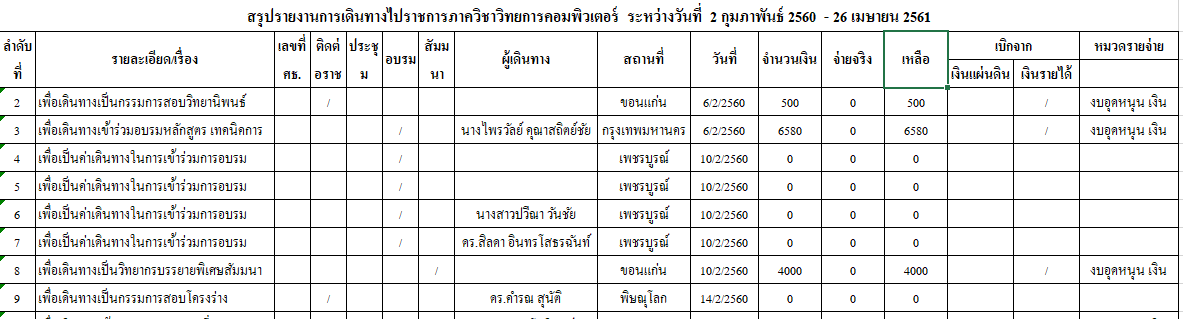 สรุปรายงานการเดินทางไปราชการภาควิชาวิทยการคอมพิวเตอร์ ระหว่างวันที่ 2 กุมภาพันธ์ 2560 - 26 เมษายน 2561
ลำดับที่ รายละเอียด/เรื่อง เลขที่ ศธ. ติดต่อราช ประชุม อบรม สัมมนา ผู้เดินทาง สถานที่ วันที่ จำนวนเงิน จ่ายจริง เหลือ เบิกจาก หมวดรายจ่าย
เงินแผ่นดิน เงินรายได้
2 เพื่อเดินทางเป็นกรรมการสอบวิทยานิพนธ์ / ขอนแก่น 6/2/2560 500 0 500 / งบอุดหนุน เงิน
3 เพื่อเดินทางเข้าร่วมอบรมหลักสูตร เทคนิดการ / นางไพรวัลย์ คุณาสถิตย์ชัย กรุงเทพมหานคร 6/2/2560 6580 0 6580 / งบอุดหนุน เงิน
4 เพื่อเป็นค่าเดินทางในการเข้าร่วมการอบรม / เพชรบูรณ์ 10/2/2560 0 0 0
5 เพื่อเป็นค่าเดินทางในการเข้าร่วมการอบรม / เพชรบูรณ์ 10/2/2560 0 0 0
6 เพื่อเป็นค่าเดินทางในการเข้าร่วมการอบรม / นางสาวปวีณา วันชัย เพชรบูรณ์ 10/2/2560 0 0 0
7 เพื่อเป็นค่าเดินทางในการเข้าร่วมการอบรม / ดร.สิลดา อินทรโสธรฉันท์ เพชรบูรณ์ 10/2/2560 0 0 0
8 เพื่อเดินทางเป็นวิทยากรบรรยายพิเศษสัมมนา / ขอนแก่น 10/2/2560 4000 0 4000 / งบอุดหนุน เงิน
9 เพื่อเดินทางเป็นกรรมการสอบโครงร่าง / ดร.คำรณ สุนัติ พิษณุโลก 14/2/2560 0 0 0